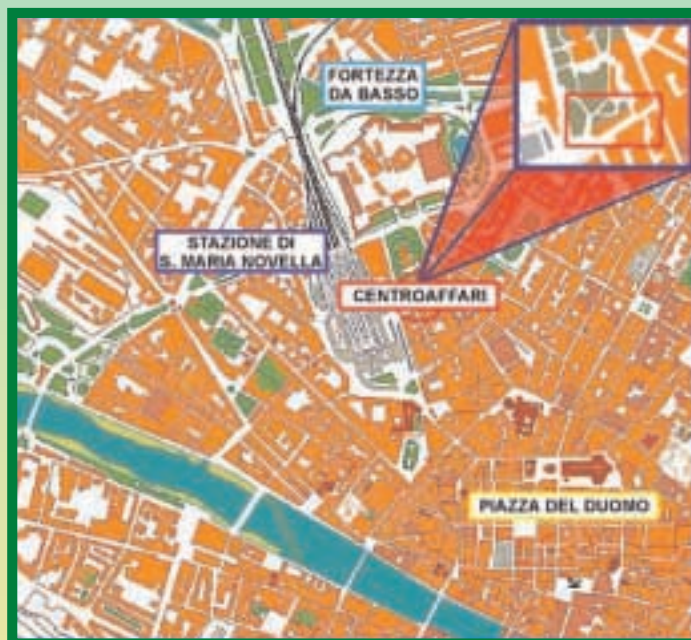 FORTEZZA
DA BASSO
STAZIONE DI
S. MARIA NOVELLA
CENTROAFFARI
PIAZZA DEL DUOMO